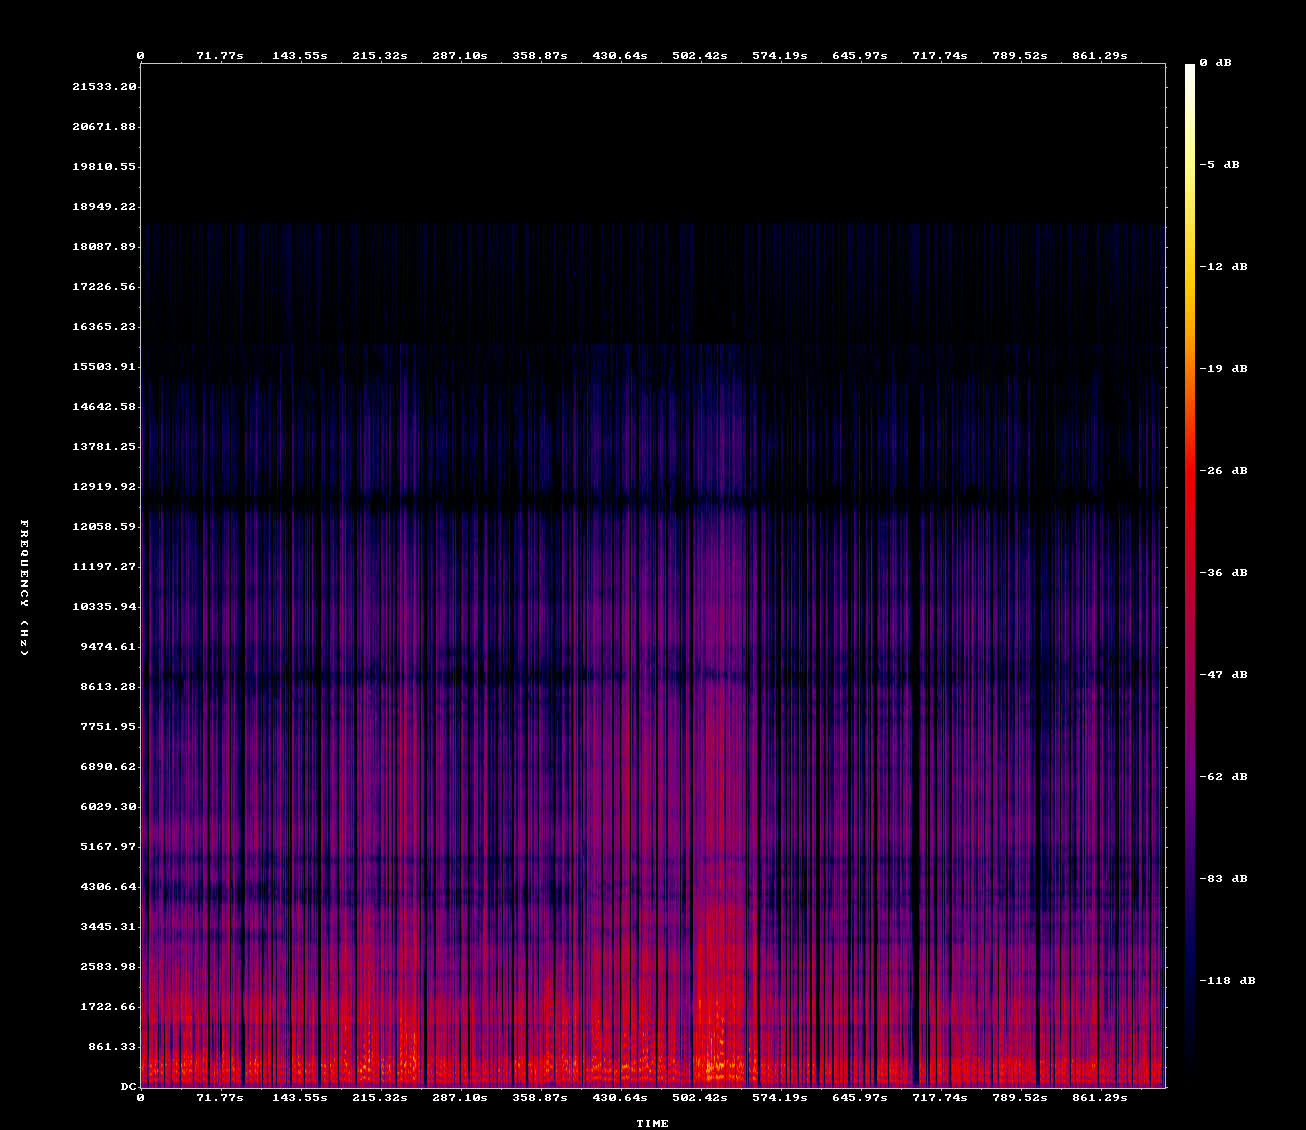 0 71.77s 143.55s 215.32s 287.10s 358.87s 430.64s 502.42s 574.19s 645.97s 717.74s 789.52s 861.29s
0 dB
21533.20
20671.88
19810.55
-5 dB
18949.22
18087.89
-12 dB
17226.56
16365.23
15503.91
-19 dB
14642.58
13781.25
-26 dB
12919.92
12058.59
11197.27
-36 dB
10335.94
9474.61
8613.28
-47 dB
7751.95
6890.62
-62 dB
6029.30
5167.97
4306.64
-83 dB
3445.31
2583.98
-118 dB
1722.66
861.33
DC
FREQUENCY (Hz)
0 71.77s 143.55s 215.32s 287.10s 358.87s 430.64s 502.42s 574.19s 645.97s 717.74s 789.52s 861.29s
TIME